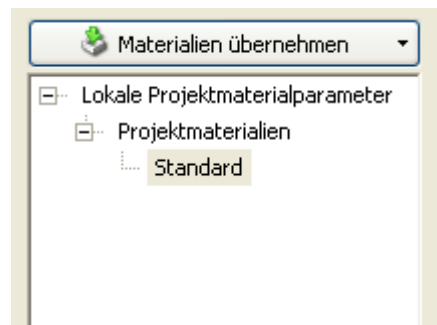 Materialien übernehmen
Lokale Projektmaterialparameter
Projektmaterialien
Standard